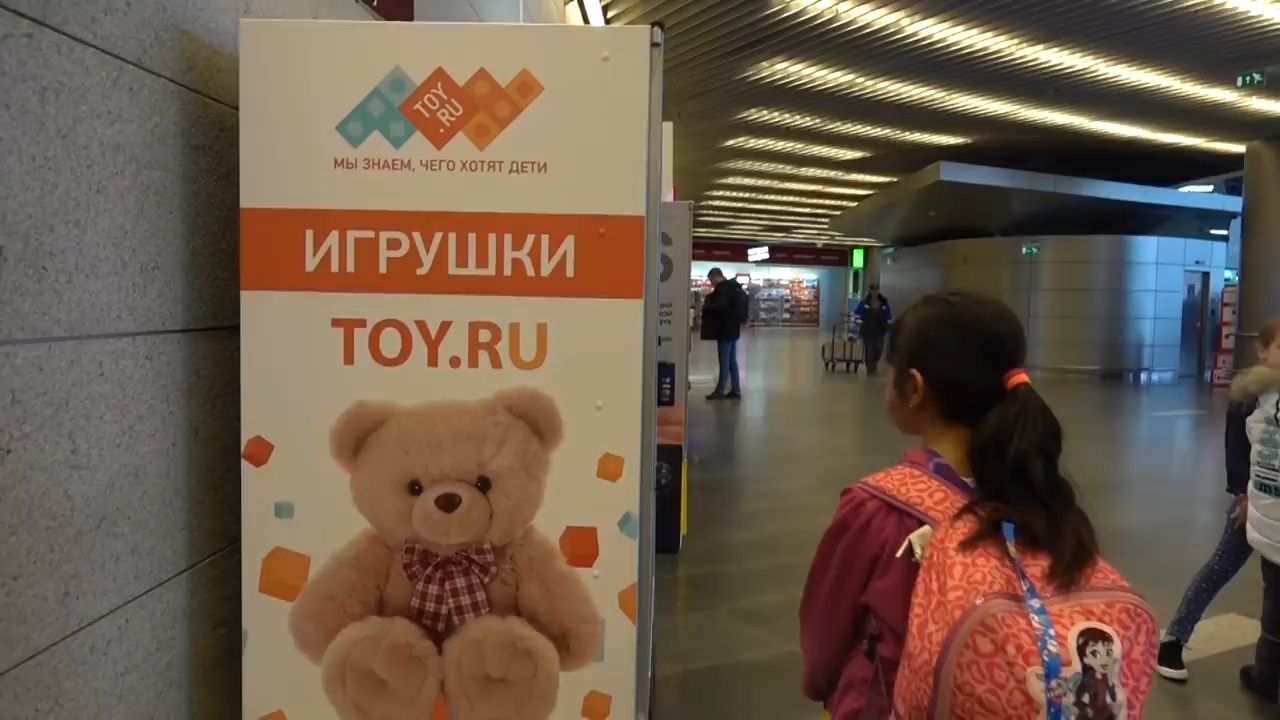 TOY
.RU
МЫ ЗНАЕМ, ЧЕГО ХОТЯТ ДЕТИ
ИГРУШКИ
TOY.RU